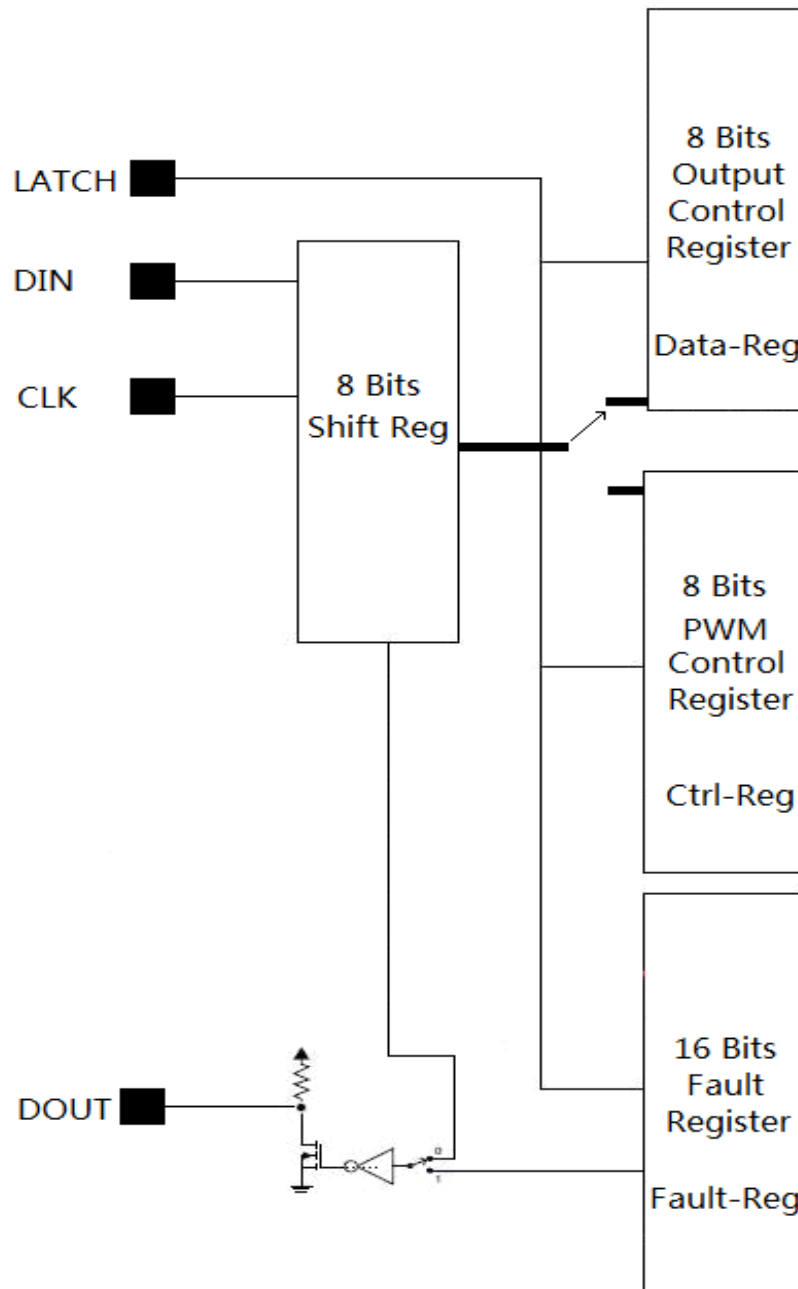 8 Bits
Output
Control
Register
Data-Reg
LATCH
DIN
CLK
8 Bits
Shift Reg
8 Bits
PWM
Control
Register
Ctrl-Reg
16 Bits
Fault
Register
Fault-Reg
DOUT
0
1